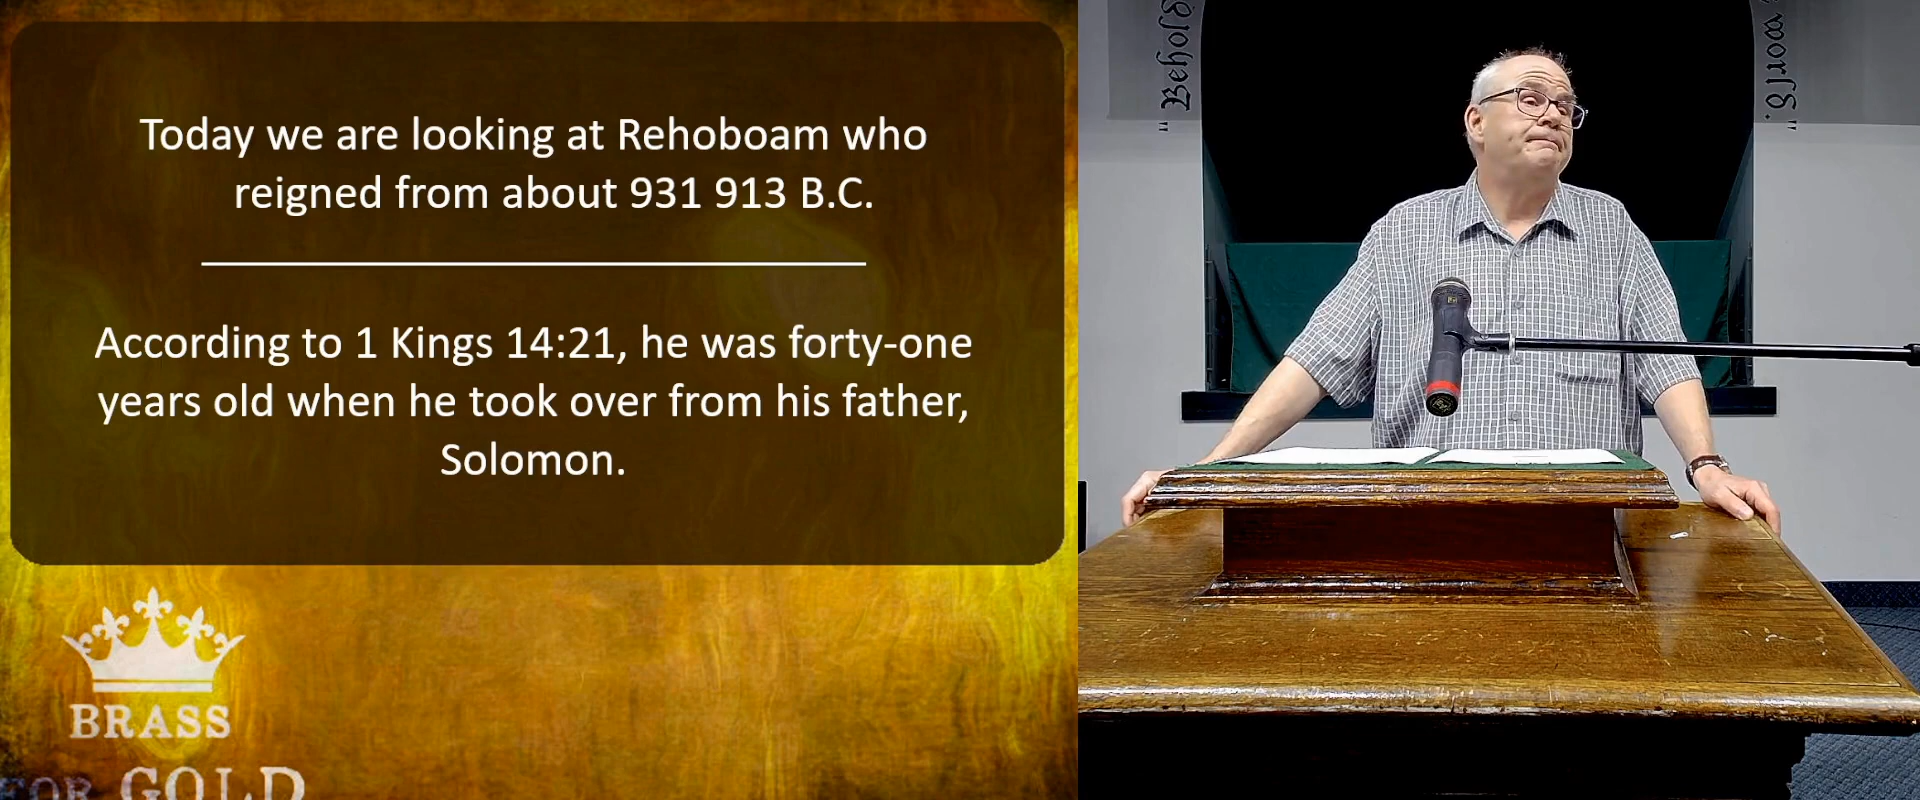 Today we are looking at Rehoboam who
reigned from about 931 913 B.C.
According to 1 Kings 14:21, he was forty-one
years old when he took over from his father,
Solomon.
BRASS
FOR GOLD
"Behold
world."